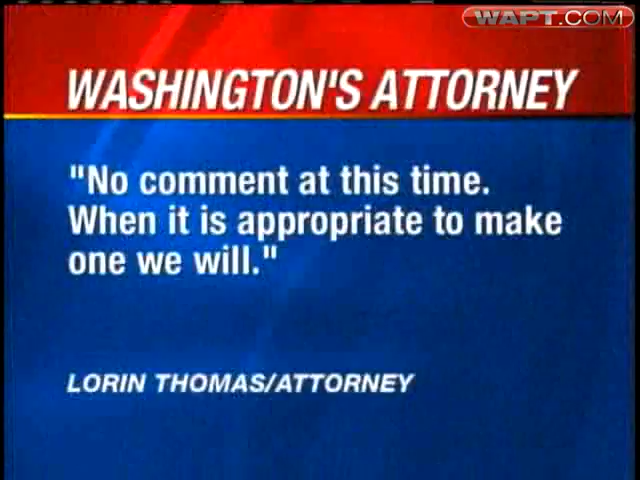 WAPT.COM
WASHINGTON'S ATTORNEY
"No comment at this time.
When it is appropriate to make
one we will."
LORIN THOMAS/ATTORNEY